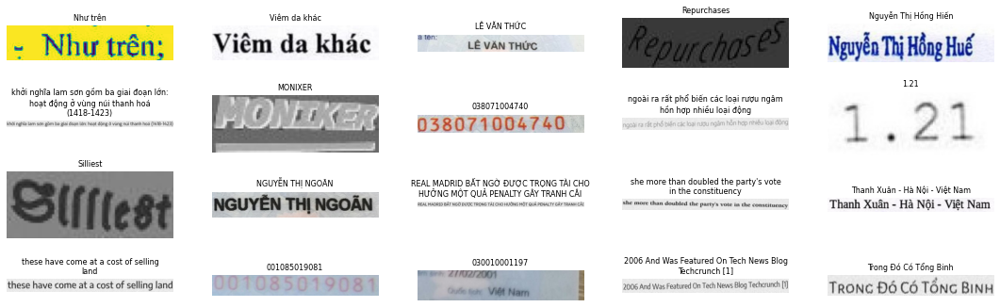 Như trên
Như trên;
Viêm da khác
Viêm da khác
LÊ VĂN THỨC
tên:
LÊ VĂN THỨC
Repurchases
Repurchases
Nguyễn Thị Hồng Hiến
Nguyễn Thị Hồng Huế
khởi nghĩa lam sơn gồm ba giai đoạn lớn:
hoạt động ở vùng núi thanh hoá
(1418-1423)
khởi nghĩa lam sơn gồm ba giai đoạn lớn: hoạt động ở vùng núi thanh hoá (1418-1423)
MONIXER
MONIKER
038071004740
038071004740
ngoài ra rất phổ biến các loại rượu ngâm
hỗn hợp nhiều loại động
ngoài ra rất phổ biến các loại rượu ngâm hỗn hợp nhiều loại động
1.21
1.21
Silliest
Silliest
NGUYỄN THỊ NGOÃN
NGUYỄN THỊ NGOÃN
REAL MADRID BẤT NGỜ ĐƯỢC TRỌNG TÀI CHO
HƯỞNG MỘT QUẢ PENALTY GÂY TRANH CÃI
REAL MADRID BẤT NGỜ ĐƯỢC TRỌNG TÀI CHO HƯỞNG MỘT QUẢ PENALTY GÂY TRANH CÃI
she more than doubled the party's vote
in the constituency
she more than doubled the party's vote in the constituency
Thanh Xuân - Hà Nội - Việt Nam
Thanh Xuân - Hà Nội - Việt Nam
these have come at a cost of selling
land
these have come at a cost of selling land
001085019081
001085019081
030010001197
27/02/2001
Quốc tịch: Việt Nam
2006 And Was Featured On Tech News Blog
Techcrunch [1]
2006 And Was Featured On Tech News Blog Techcrunch [1]
Trong Đó Có Tổng Binh
TRONG ĐÓ CÓ TỔNG BINH